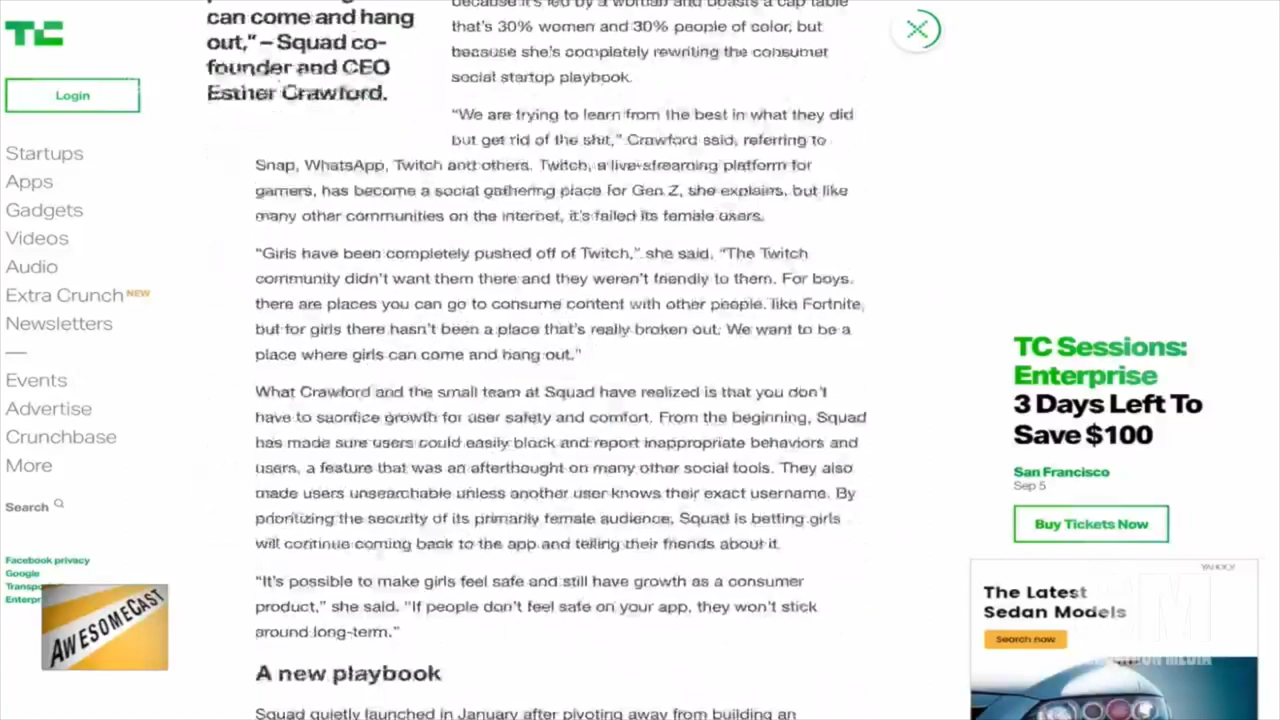 TC
Login
Startups
Apps
Gadgets
Videos
Audio
Extra Crunch NEW
Newsletters
—
Events
Advertise
Crunchbase
More
Search
Facebook privacy
Google
Transpo
Enterpr
AWESOMECAST
can come and hang
out,” – Squad co-
founder and CEO
Esther Crawford.
because it’s led by a woman and boasts a cap table
that’s 30% women and 30% people of color, but
because she’s completely rewriting the consumer
social startup playbook.
“We are trying to learn from the best in what they did
but get rid of the shit,” Crawford said, referring to
Snap, WhatsApp, Twitch and others. Twitch, a live-streaming platform for
gamers, has become a social gathering place for Gen Z, she explains, but like
many other communities on the internet, it’s failed its female users.
“Girls have been completely pushed off of Twitch,” she said. “The Twitch
community didn’t want them there and they weren’t friendly to them. For boys,
there are places you can go to consume content with other people, like Fortnite,
but for girls there hasn’t been a place that’s really broken out. We want to be a
place where girls can come and hang out.”
What Crawford and the small team at Squad have realized is that you don’t
have to sacrifice growth for user safety and comfort. From the beginning, Squad
has made sure users could easily block and report inappropriate behaviors and
users, a feature that was an afterthought on many other social tools. They also
made users unsearchable unless another user knows their exact username. By
prioritizing the security of its primarily female audience, Squad is betting girls
will continue coming back to the app and telling their friends about it.
“It’s possible to make girls feel safe and still have growth as a consumer
product,” she said. “If people don’t feel safe on your app, they won’t stick
around long-term.”
A new playbook
Squad quietly launched in January after pivoting away from building an
TC Sessions:
Enterprise
3 Days Left To
Save $100
San Francisco
Sep 5
Buy Tickets Now
YAHOO!
The Latest
Sedan Models
Search now
MEDIA